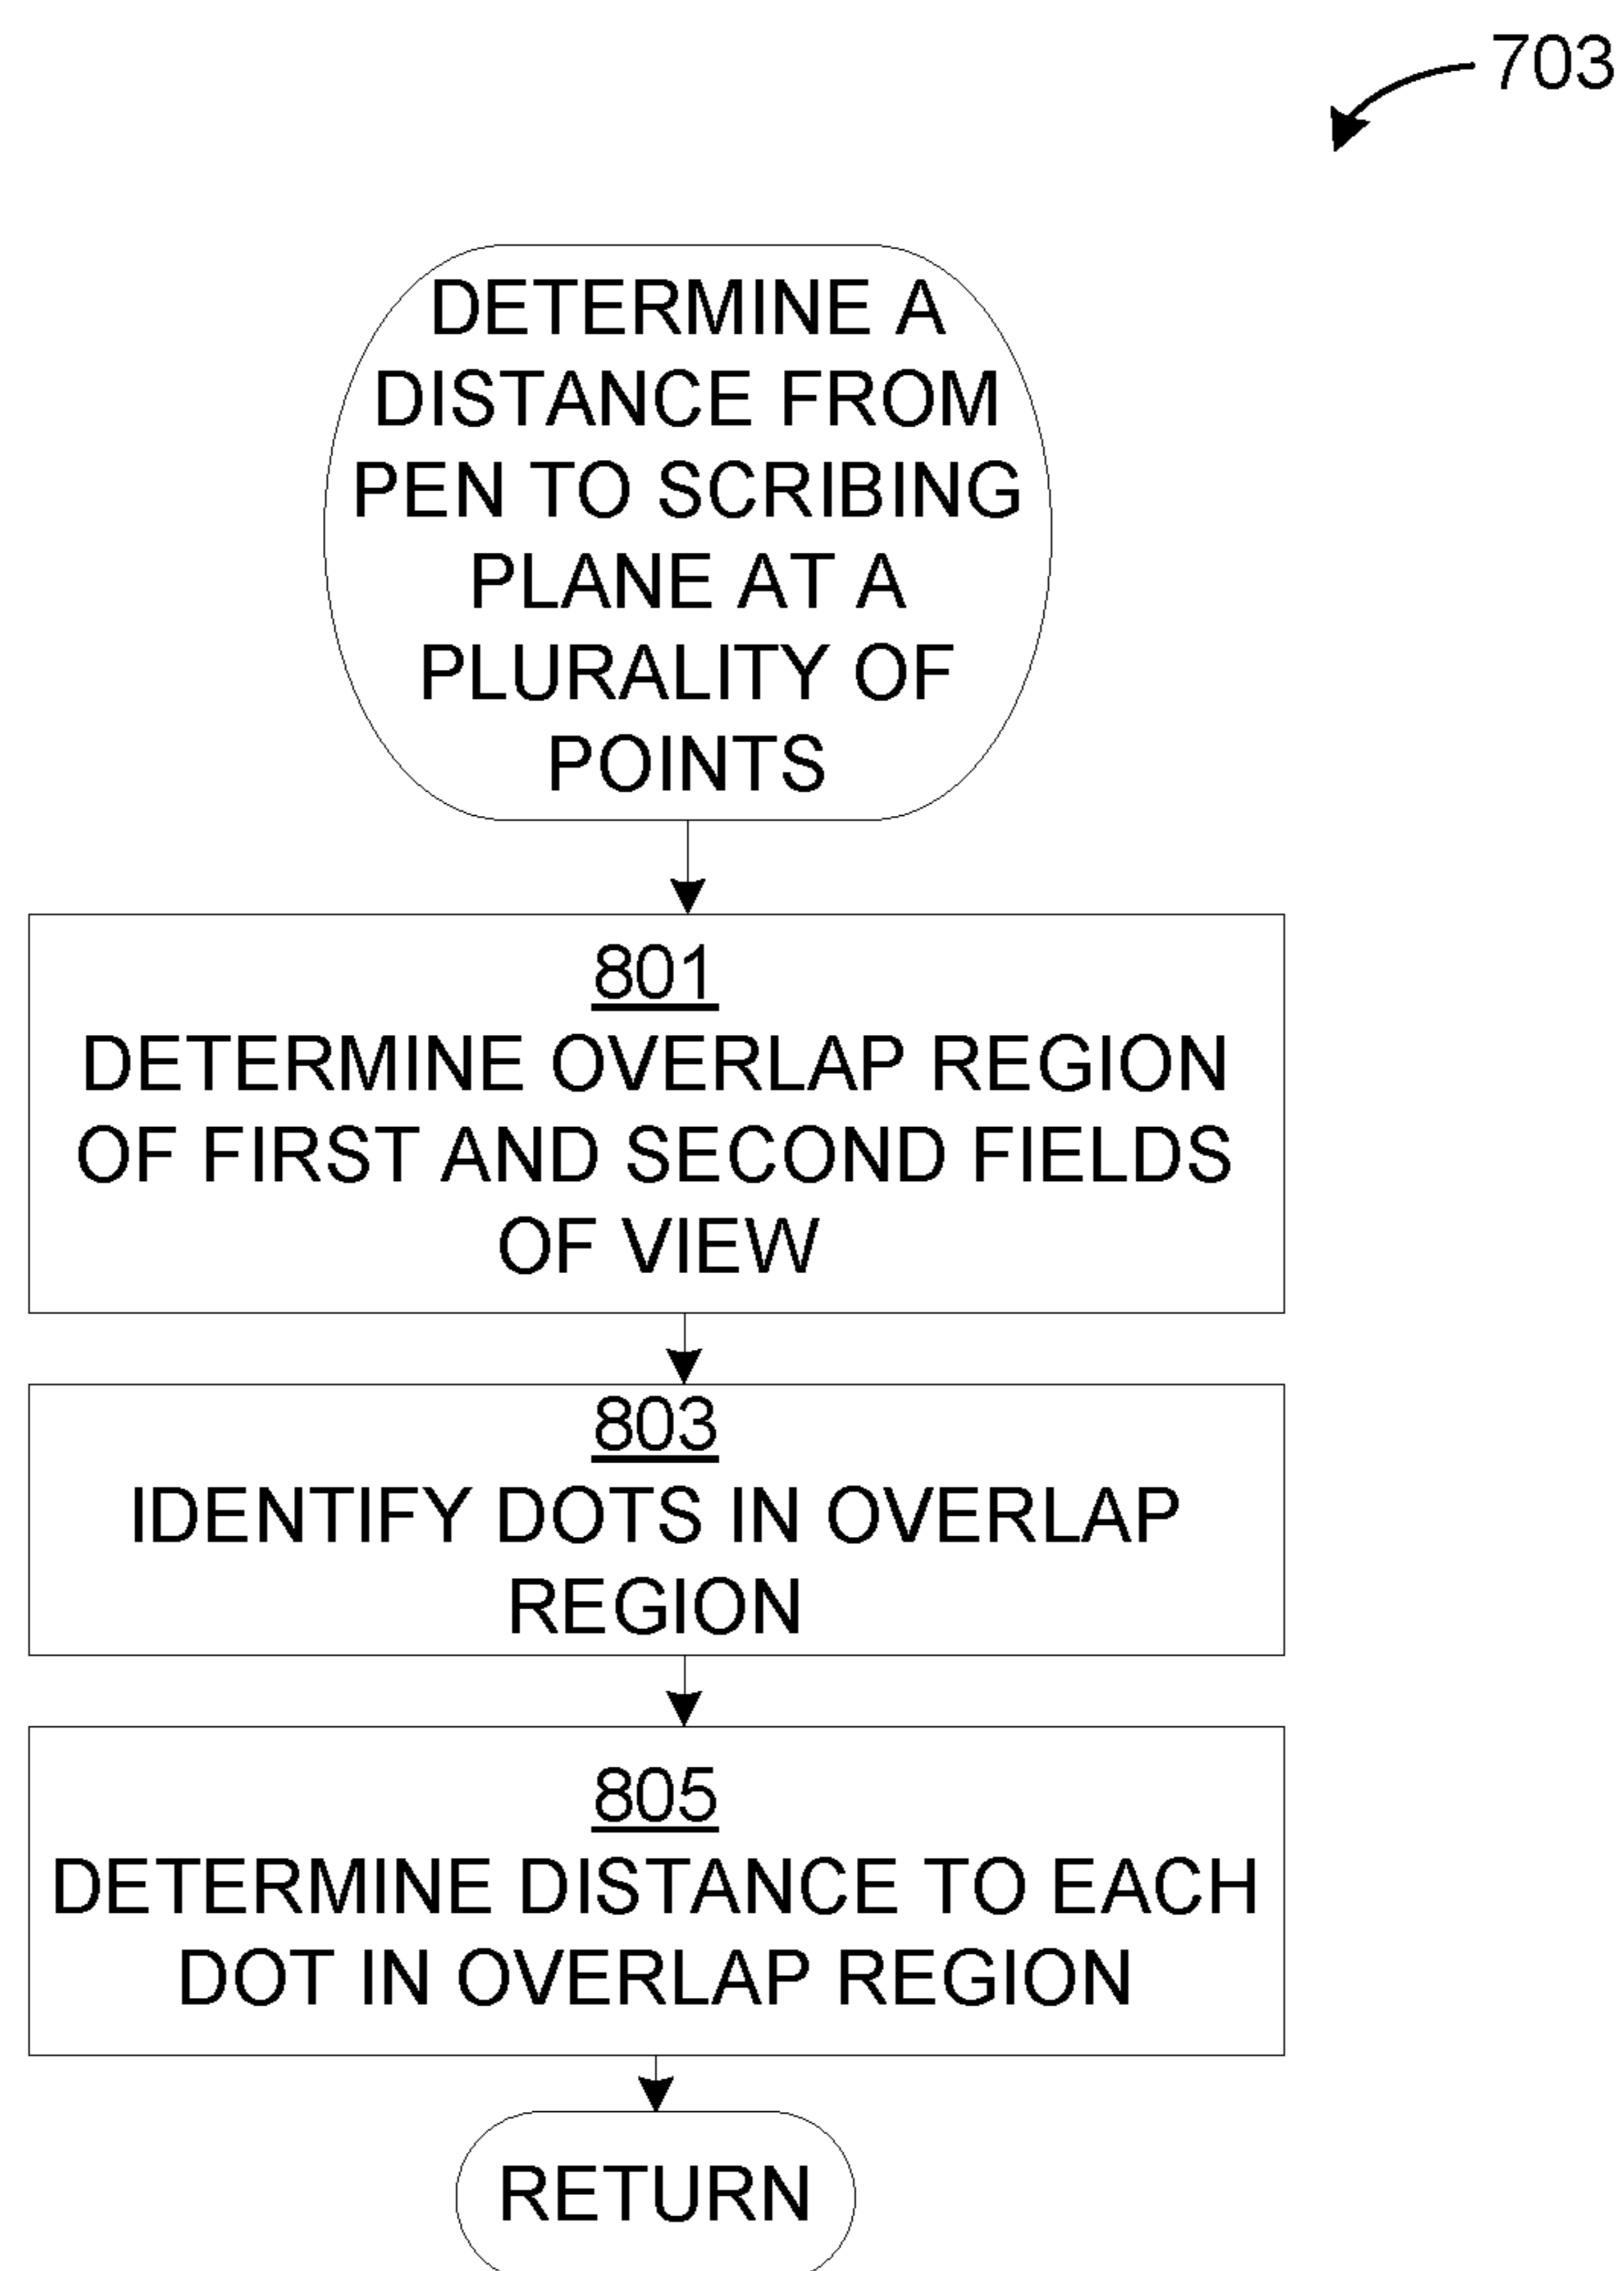 703
DETERMINE A
DISTANCE FROM
PEN TO SCRIBING
PLANE AT A
PLURALITY OF
POINTS
801
DETERMINE OVERLAP REGION
OF FIRST AND SECOND FIELDS
OF VIEW
803
IDENTIFY DOTS IN OVERLAP
REGION
805
DETERMINE DISTANCE TO EACH
DOT IN OVERLAP REGION
RETURN